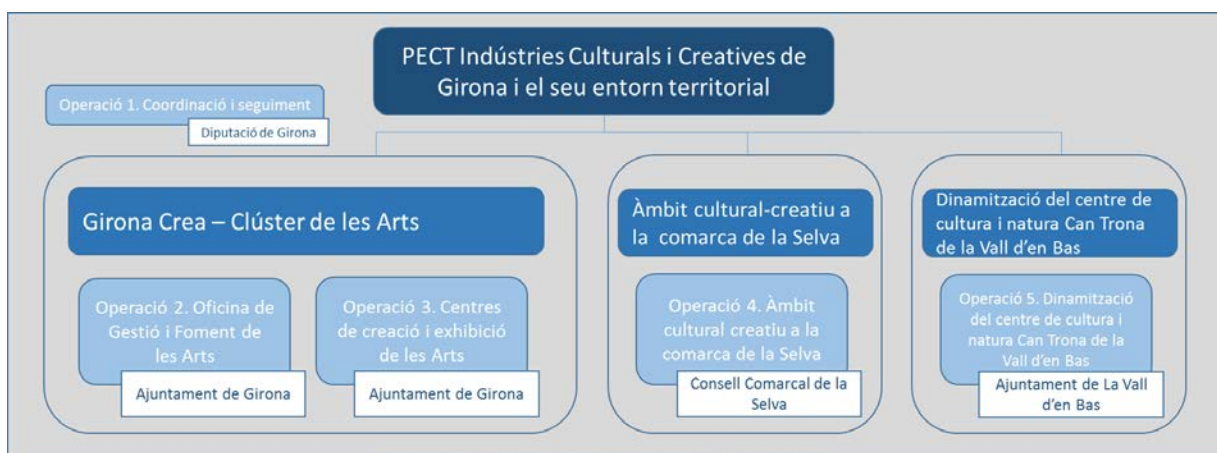 PECT Indústries Culturals i Creatives de
Girona i el seu entorn territorial
Operació 1. Coordinació i seguiment
Diputació de Girona
Girona Crea – Clúster de les Arts
Operació 2. Oficina de
Gestió i Foment de
les Arts
Ajuntament de Girona
Operació 3. Centres
de creació i exhibició
de les Arts
Ajuntament de Girona
Àmbit cultural-creatiu a
la comarca de la Selva
Operació 4. Àmbit
cultural creatiu a la
comarca de la Selva
Consell Comarcal de la
Selva
Dinamització del centre de
cultura i natura Can Trona
de la Vall d'en Bas
Operació 5. Dinamització
del centre de cultura i
natura Can Trona de la
Vall d'en Bas
Ajuntament de La Vall
d'en Bas